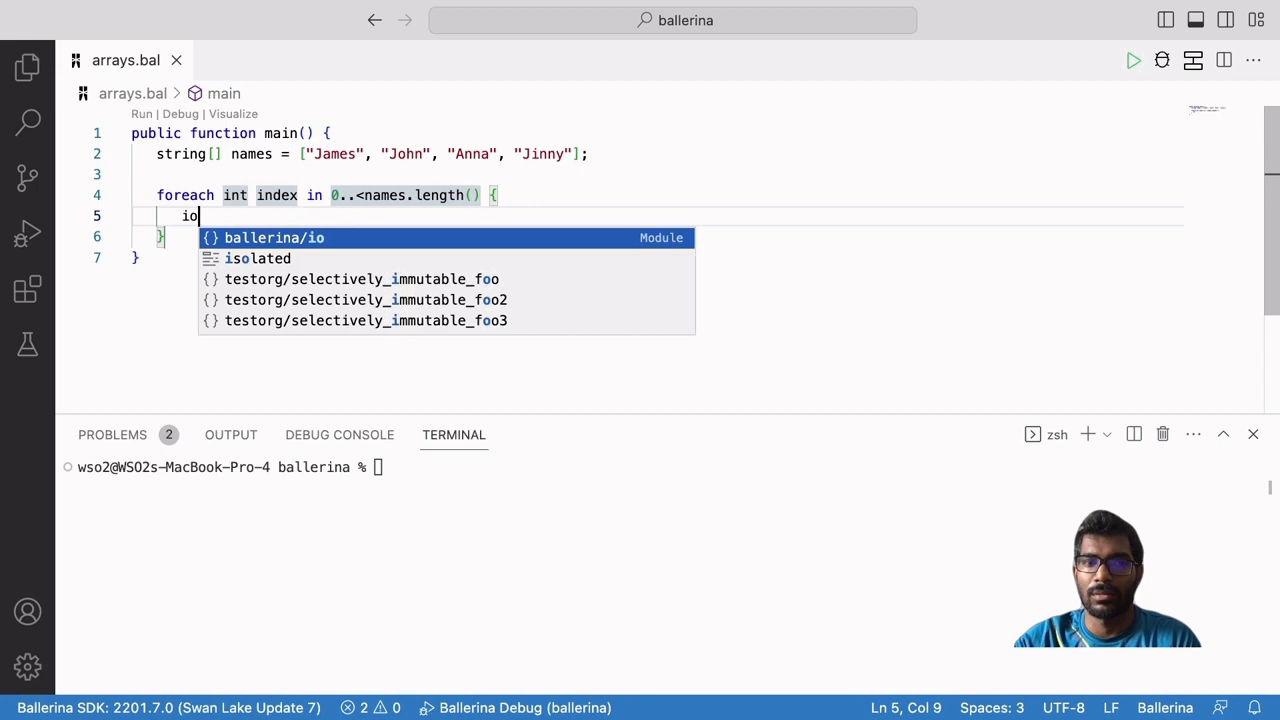 ballerina
arrays.bal
arrays.bal > main
Run | Debug | Visualize
1 public function main() {
2 string[] names = ["James", "John", "Anna", "Jinny"];
3
4 foreach int index in 0..<names.length() {
5 io
6 }
7 }
{} ballerina/io Module
isolated
{} testorg/selectively_immutable_foo
{} testorg/selectively_immutable_foo2
{} testorg/selectively_immutable_foo3
PROBLEMS 2 OUTPUT DEBUG CONSOLE TERMINAL zsh
wso2@WSO2s-MacBook-Pro-4 ballerina %
Ballerina SDK: 2201.7.0 (Swan Lake Update 7) 2 0 Ballerina Debug (ballerina) Ln 5, Col 9 Spaces: 3 UTF-8 LF Ballerina